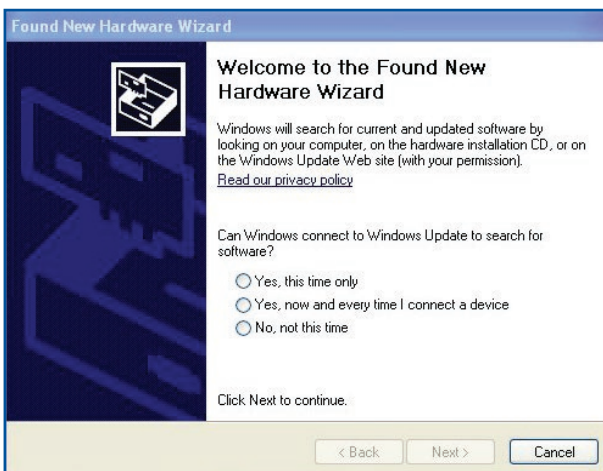 Found New Hardware Wizard
Welcome to the Found New
Hardware Wizard
Windows will search for current and updated software by
looking on your computer, on the hardware installation CD, or on
the Windows Update Web site (with your permission).
Read our privacy policy
Can Windows connect to Windows Update to search for
software?
Yes, this time only
Yes, now and every time I connect a device
No, not this time
Click Next to continue.
< Back Next > Cancel